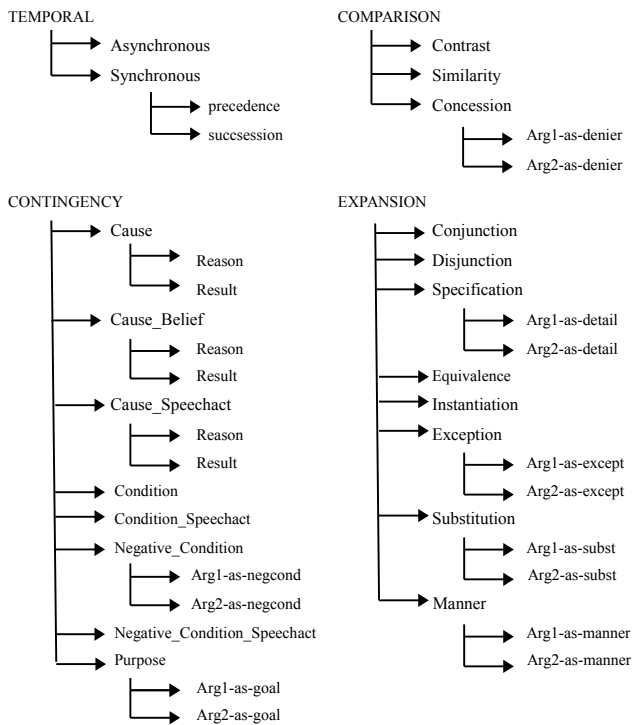 TEMPORAL
Asynchronous
Synchronous
precedence
succsession
COMPARISON
Contrast
Similarity
Concession
Arg1-as-denier
Arg2-as-denier
CONTINGENCY
Cause
Reason
Result
Cause_Belief
Reason
Result
Cause_Speechact
Reason
Result
Condition
Condition_Speechact
Negative_Condition
Arg1-as-negcond
Arg2-as-negcond
Negative_Condition_Speechact
Purpose
Arg1-as-goal
Arg2-as-goal
EXPANSION
Conjunction
Disjunction
Specification
Arg1-as-detail
Arg2-as-detail
Equivalence
Instantiation
Exception
Arg1-as-except
Arg2-as-except
Substitution
Arg1-as-subst
Arg2-as-subst
Manner
Arg1-as-manner
Arg2-as-manner